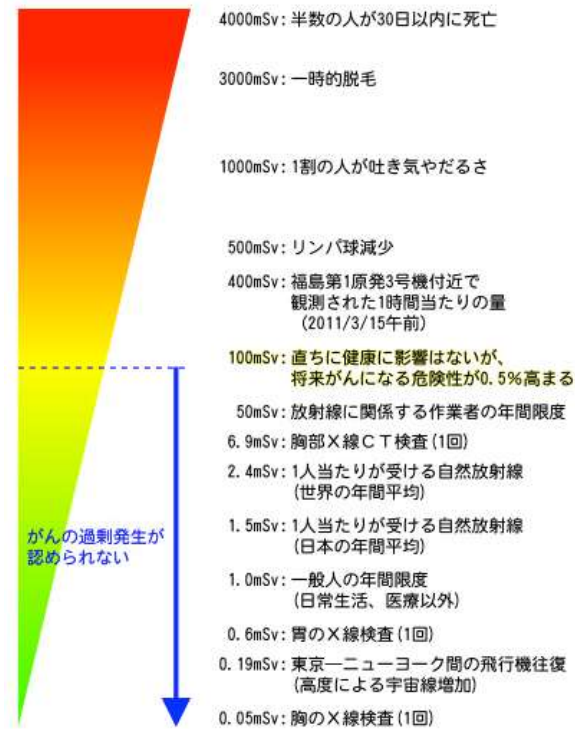 4000mSv: 半数の人が30日以内に死亡
3000mSv: 一時的脱毛
1000mSv: 1割の人が吐き気やだるさ
500mSv: リンパ球減少
400mSv: 福島第1原発3号機付近で
観測された1時間当たりの量
(2011/3/15午前)
100mSv: 直ちに健康に影響はないが、
将来がんになる危険性が0.5%高まる
50mSv: 放射線に関係する作業者の年間限度
6.9mSv: 胸部X線CT検査(1回)
2.4mSv: 1人当たりが受ける自然放射線
(世界の年間平均)
1.5mSv: 1人当たりが受ける自然放射線
(日本の年間平均)
1.0mSv: 一般人の年間限度
(日常生活、医療以外)
0.6mSv: 胃のX線検査(1回)
0.19mSv: 東京―ニューヨーク間の飛行機往復
(高度による宇宙線増加)
0.05mSv: 胸のX線検査(1回)
がんの過剰発生が
認められない